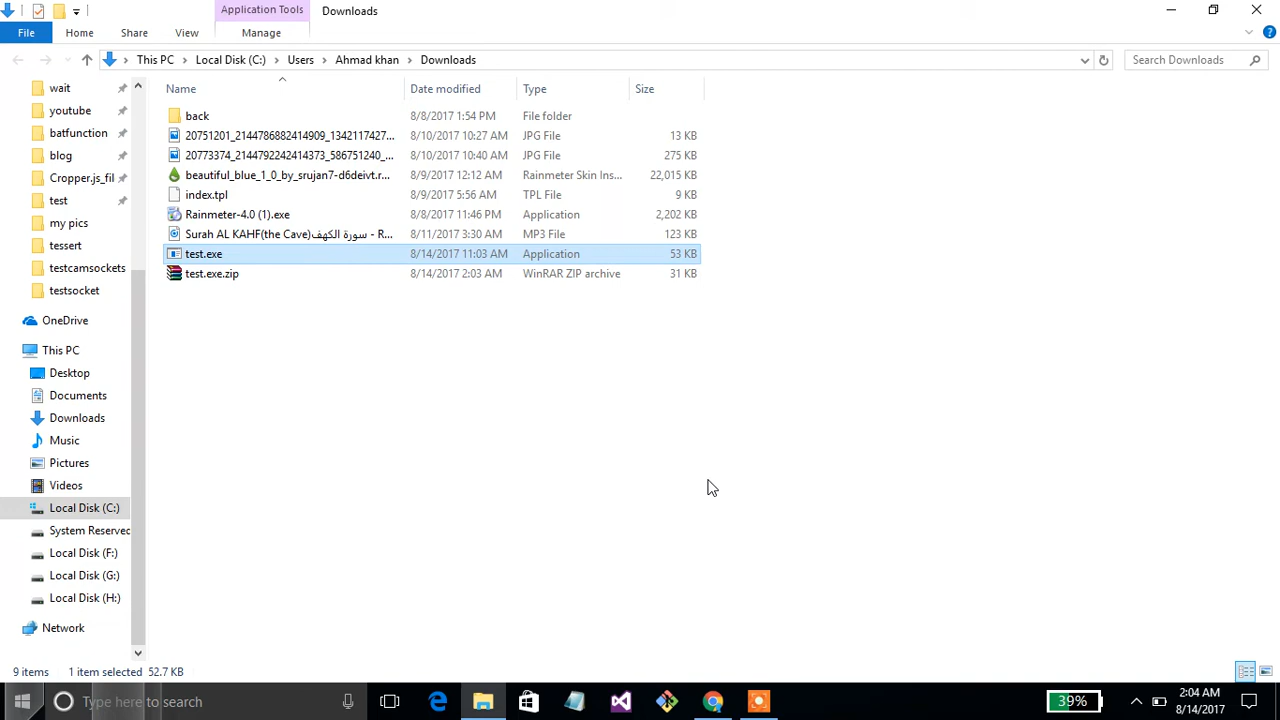 Application Tools Downloads
File Home Share View Manage
This PC Local Disk (C:) Users Ahmad khan Downloads Search Downloads
Name Date modified Type Size
wait
youtube
batfunction
blog
Cropper.js_fil
test
my pics
tessert
testcamsockets
testsocket
OneDrive
This PC
Desktop
Documents
Downloads
Music
Pictures
Videos
Local Disk (C:)
System Reserved
Local Disk (F:)
Local Disk (G:)
Local Disk (H:)
Network
back 8/8/2017 1:54 PM File folder
20751201_2144786882414909_1342117427... 8/10/2017 10:27 AM JPG File 13 KB
20773374_2144792242414373_586751240_... 8/10/2017 10:40 AM JPG File 275 KB
beautiful_blue_1_0_by_srujan7-d6deivt.r... 8/9/2017 12:12 AM Rainmeter Skin Ins... 22,015 KB
index.tpl 8/9/2017 5:56 AM TPL File 9 KB
Rainmeter-4.0 (1).exe 8/8/2017 11:46 PM Application 2,202 KB
Surah AL KAHF(the Cave)سورة الكهف - R... 8/11/2017 3:30 AM MP3 File 123 KB
test.exe 8/14/2017 11:03 AM Application 53 KB
test.exe.zip 8/14/2017 2:03 AM WinRAR ZIP archive 31 KB
9 items 1 item selected 52.7 KB
Type here to search
39%
2:04 AM
8/14/2017